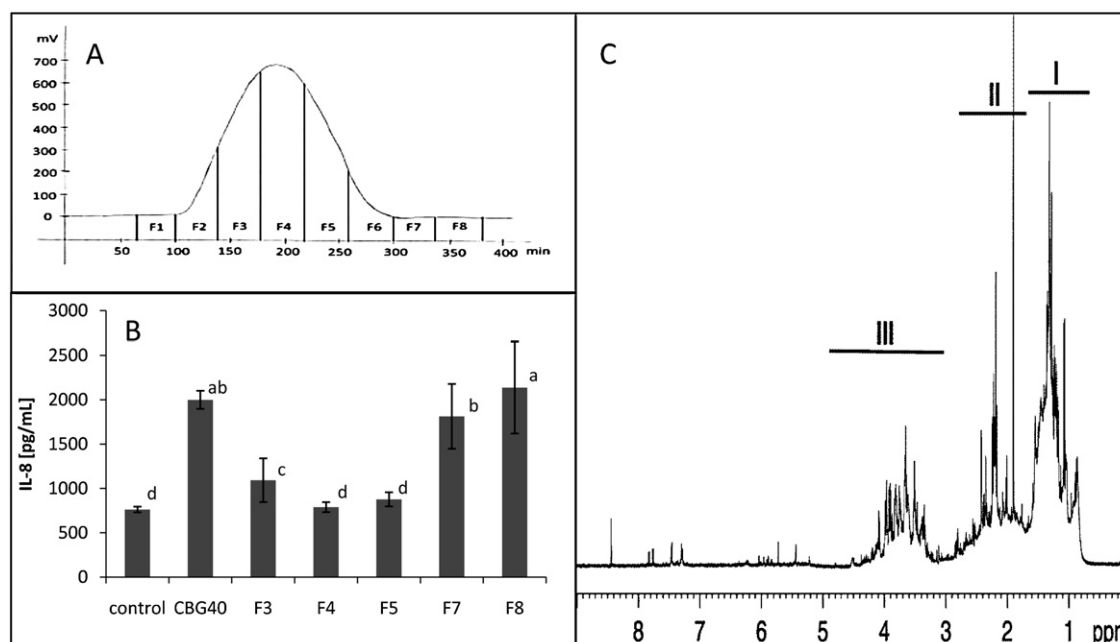 A
mV
700
600
500
400
300
200
100
0
F1 F2 F3 F4 F5 F6 F7 F8
50 100 150 200 250 300 350 400 min
B
IL-8 [pg/mL]
3000
2500
2000
1500
1000
500
0
d ab c d d b a
control CBG40 F3 F4 F5 F7 F8
C
I
II
III
8 7 6 5 4 3 2 1 ppm